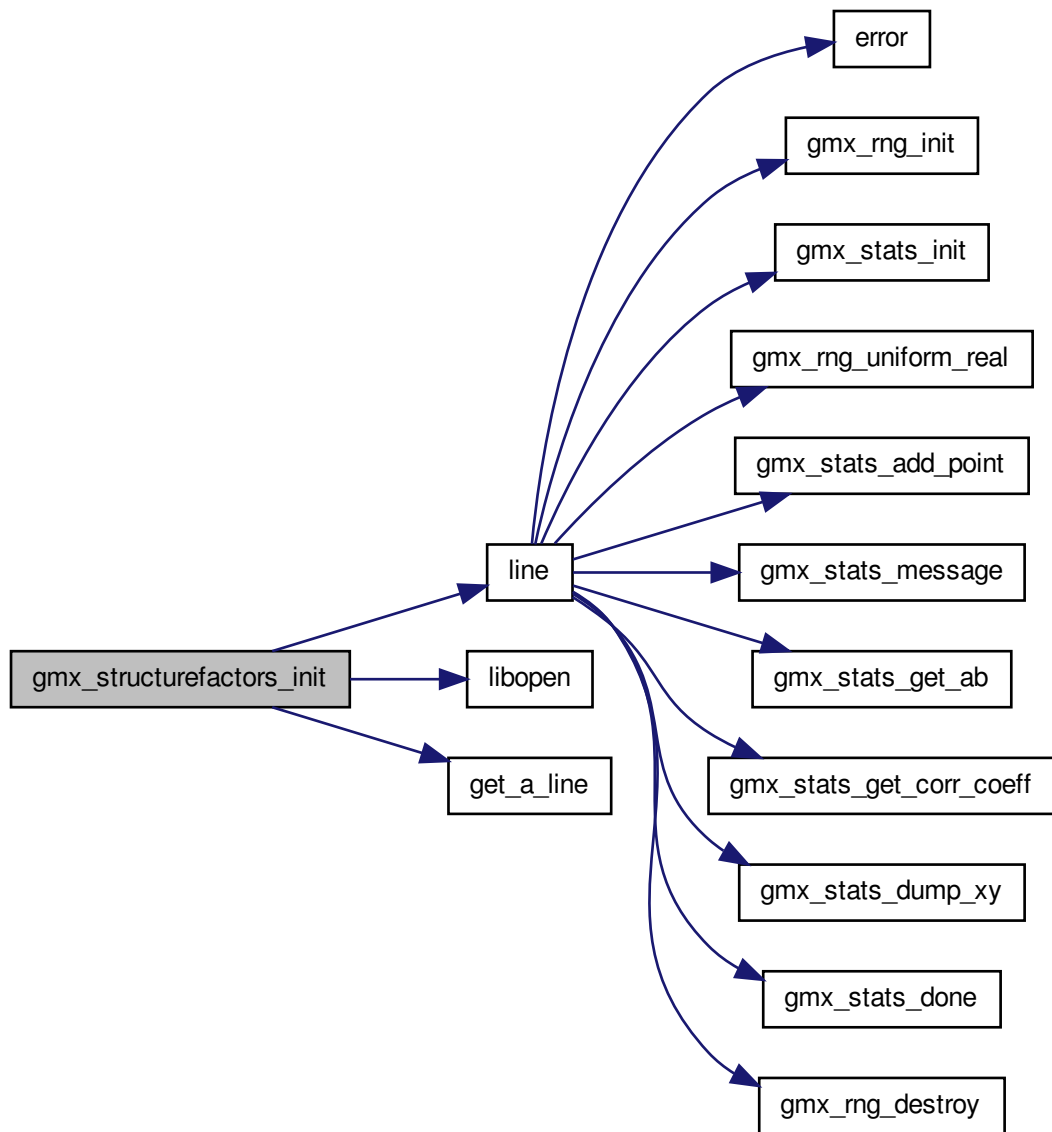 error
gmx_rng_init
gmx_stats_init
gmx_rng_uniform_real
gmx_stats_add_point
line
gmx_stats_message
gmx_structurefactors_init
libopen
gmx_stats_get_ab
get_a_line
gmx_stats_get_corr_coeff
gmx_stats_dump_xy
gmx_stats_done
gmx_rng_destroy